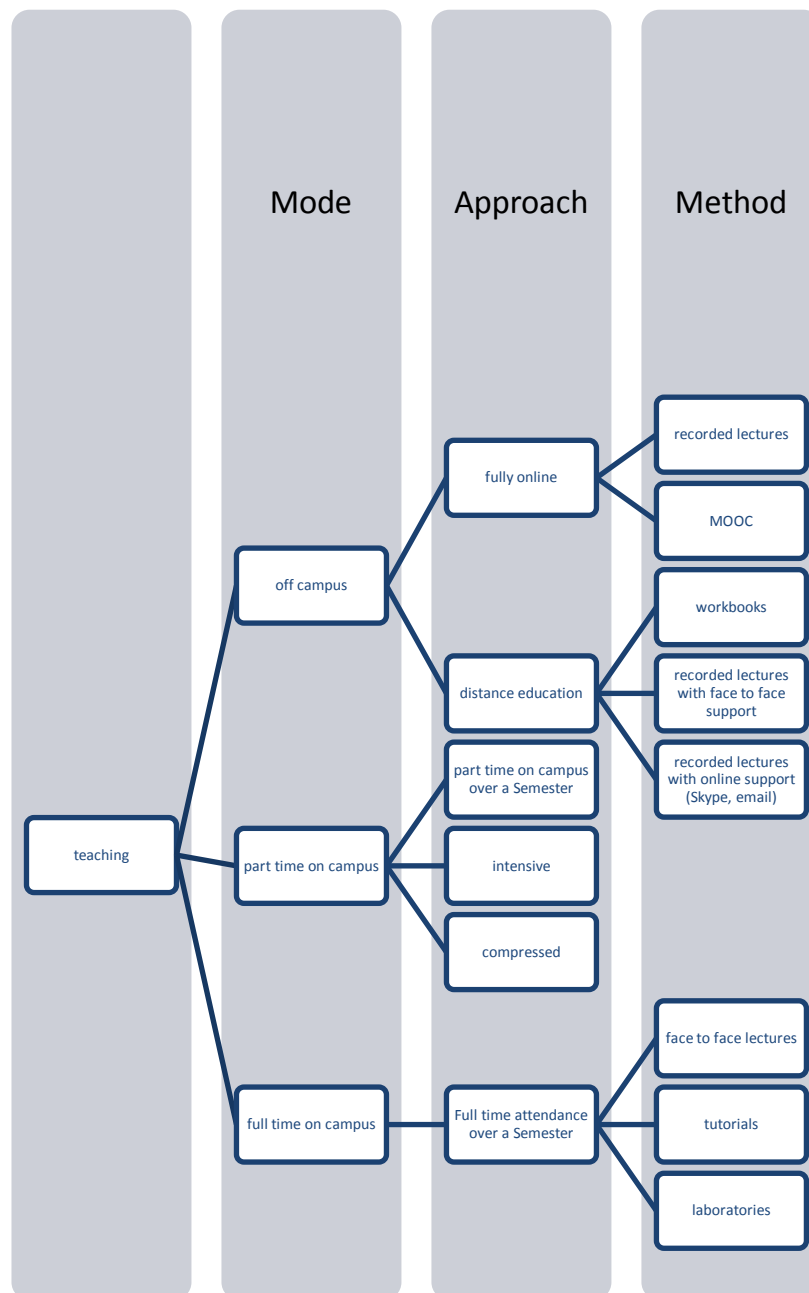 Mode
Approach
Method
recorded lectures
fully online
MOOC
off campus
workbooks
distance education
recorded lectures
with face to face
support
part time on campus
over a Semester
recorded lectures
with online support
(Skype, email)
teaching
part time on campus
intensive
compressed
face to face lectures
full time on campus
Full time attendance
over a Semester
tutorials
laboratories